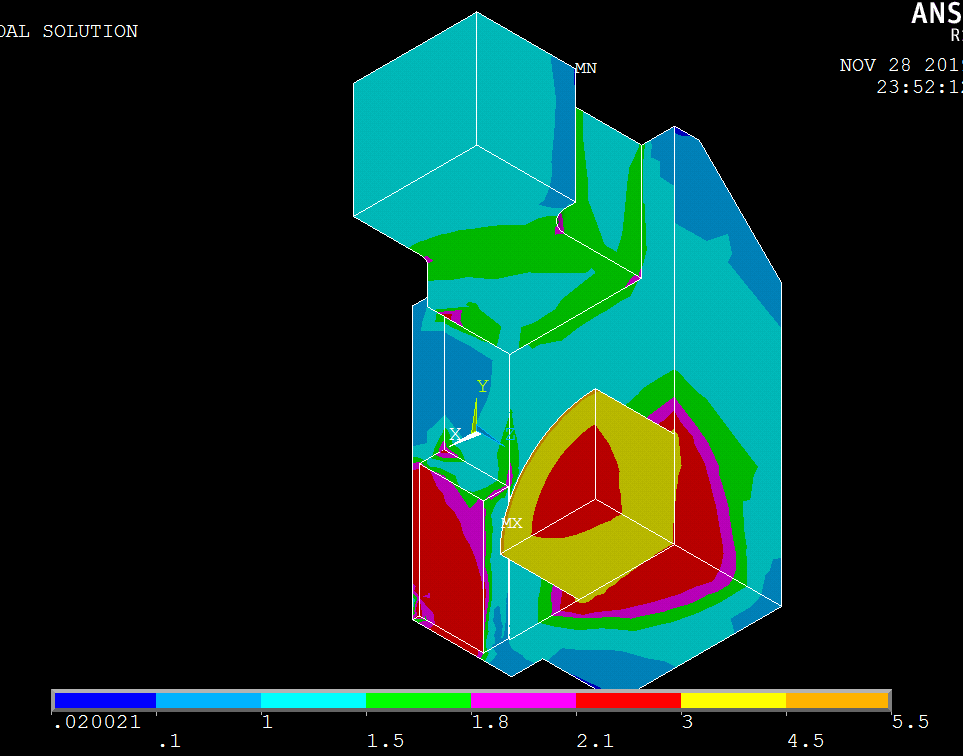 DAL SOLUTION
ANS
R
NOV 28 201
23:52:1
MN
Y
X
Z
MX
.020021
.1
1
1.5
1.8
2.1
3
4.5
5.5